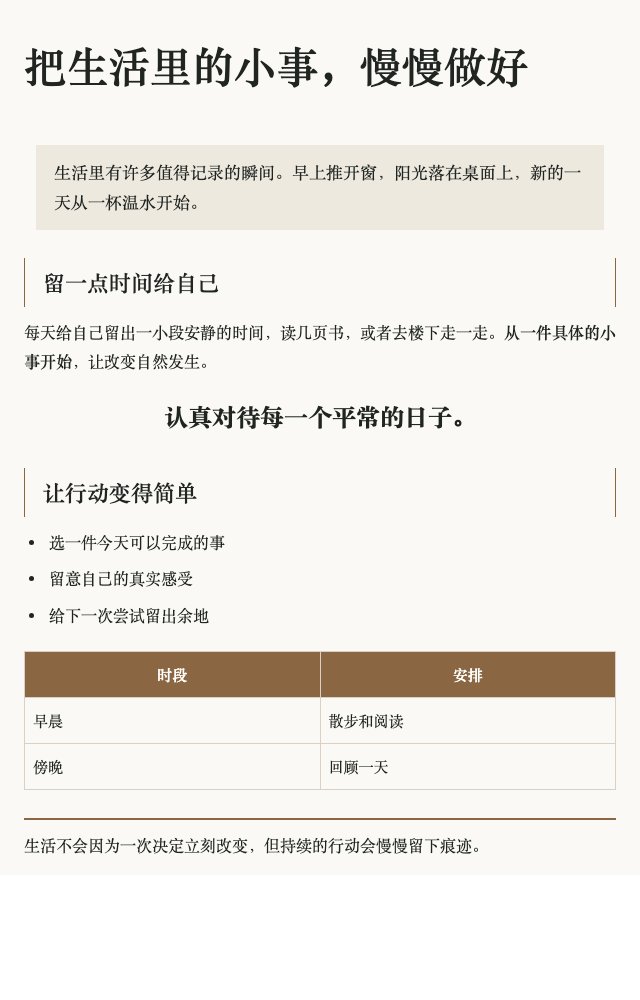 把生活里的小事，慢慢做好
生活里有许多值得记录的瞬间。早上推开窗，阳光落在桌面上，新的一
天从一杯温水开始。
留一点时间给自己
每天给自己留出一小段安静的时间，读几页书，或者去楼下走一走。从一件具体的小
事开始，让改变自然发生。
认真对待每一个平常的日子。
让行动变得简单
• 选一件今天可以完成的事
• 留意自己的真实感受
• 给下一次尝试留出余地
时段 安排
早晨 散步和阅读
傍晚 回顾一天
生活不会因为一次决定立刻改变，但持续的行动会慢慢留下痕迹。